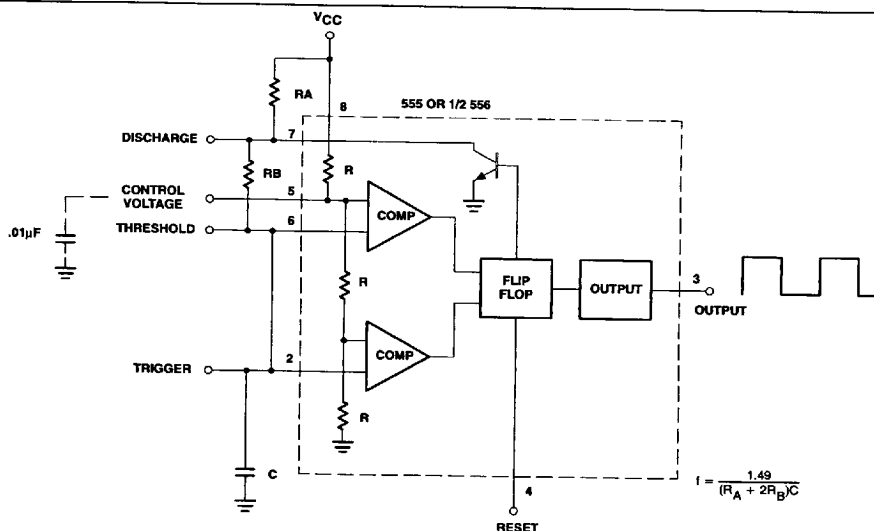 VCC
RA
8
555 OR 1/2 556
DISCHARGE
7
RB
R
CONTROL
VOLTAGE
5
.01μF
THRESHOLD
6
COMP
R
FLIP
FLOP
OUTPUT
3
OUTPUT
TRIGGER
2
COMP
R
C
4
RESET
f = 1.49
(RA + 2RB)C